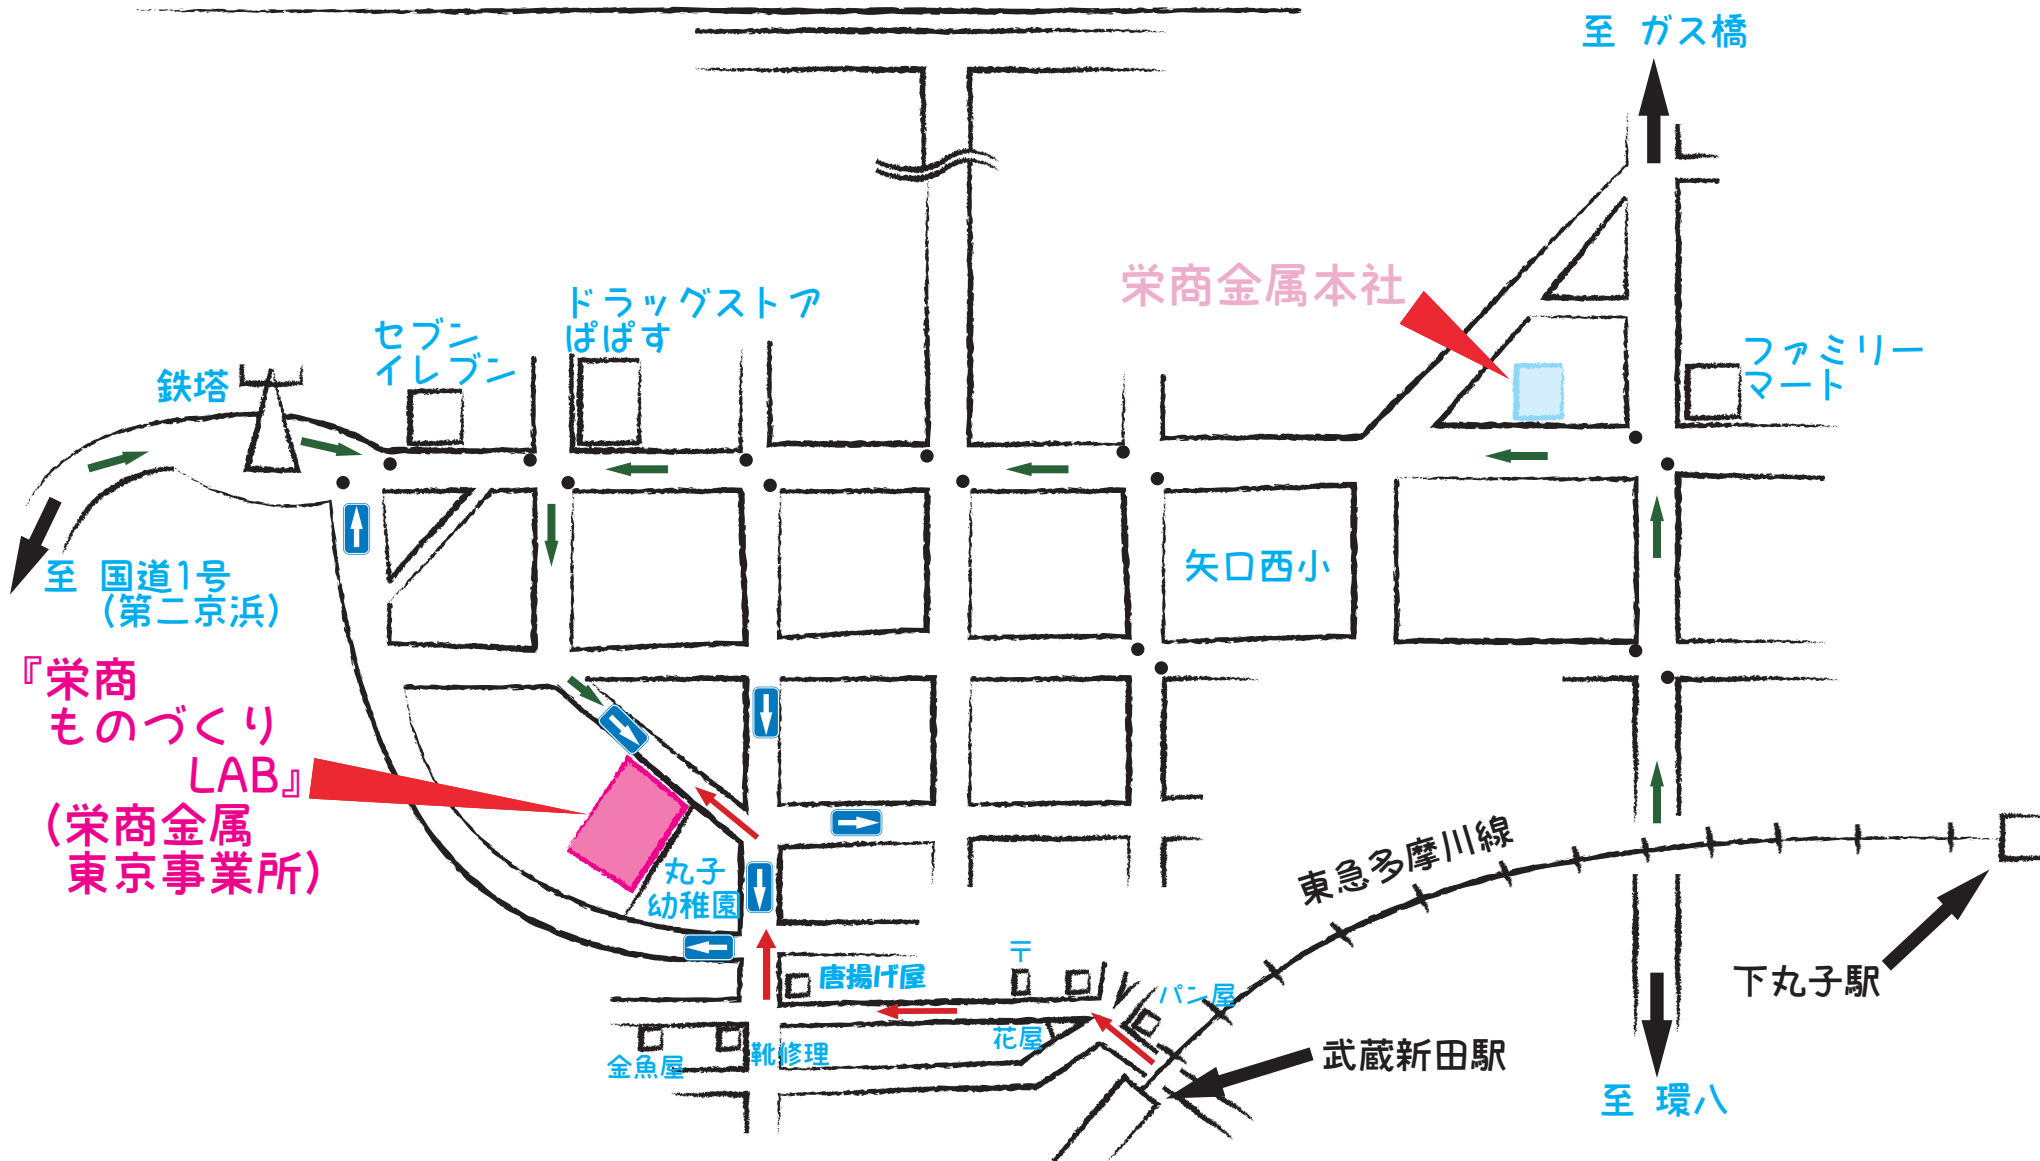 至 ガス橋
栄商金属本社
ドラッグストア
ぱぱす
セブン
イレブン
鉄塔
ファミリー
マート
至 国道1号
(第二京浜)
矢口西小
『栄商
ものづくり
LAB』
(栄商金属
東京事業所)
丸子
幼稚園
東急多摩川線
唐揚げ屋
〒
パン屋
下丸子駅
花屋
靴修理
金魚屋
武蔵新田駅
至 環八